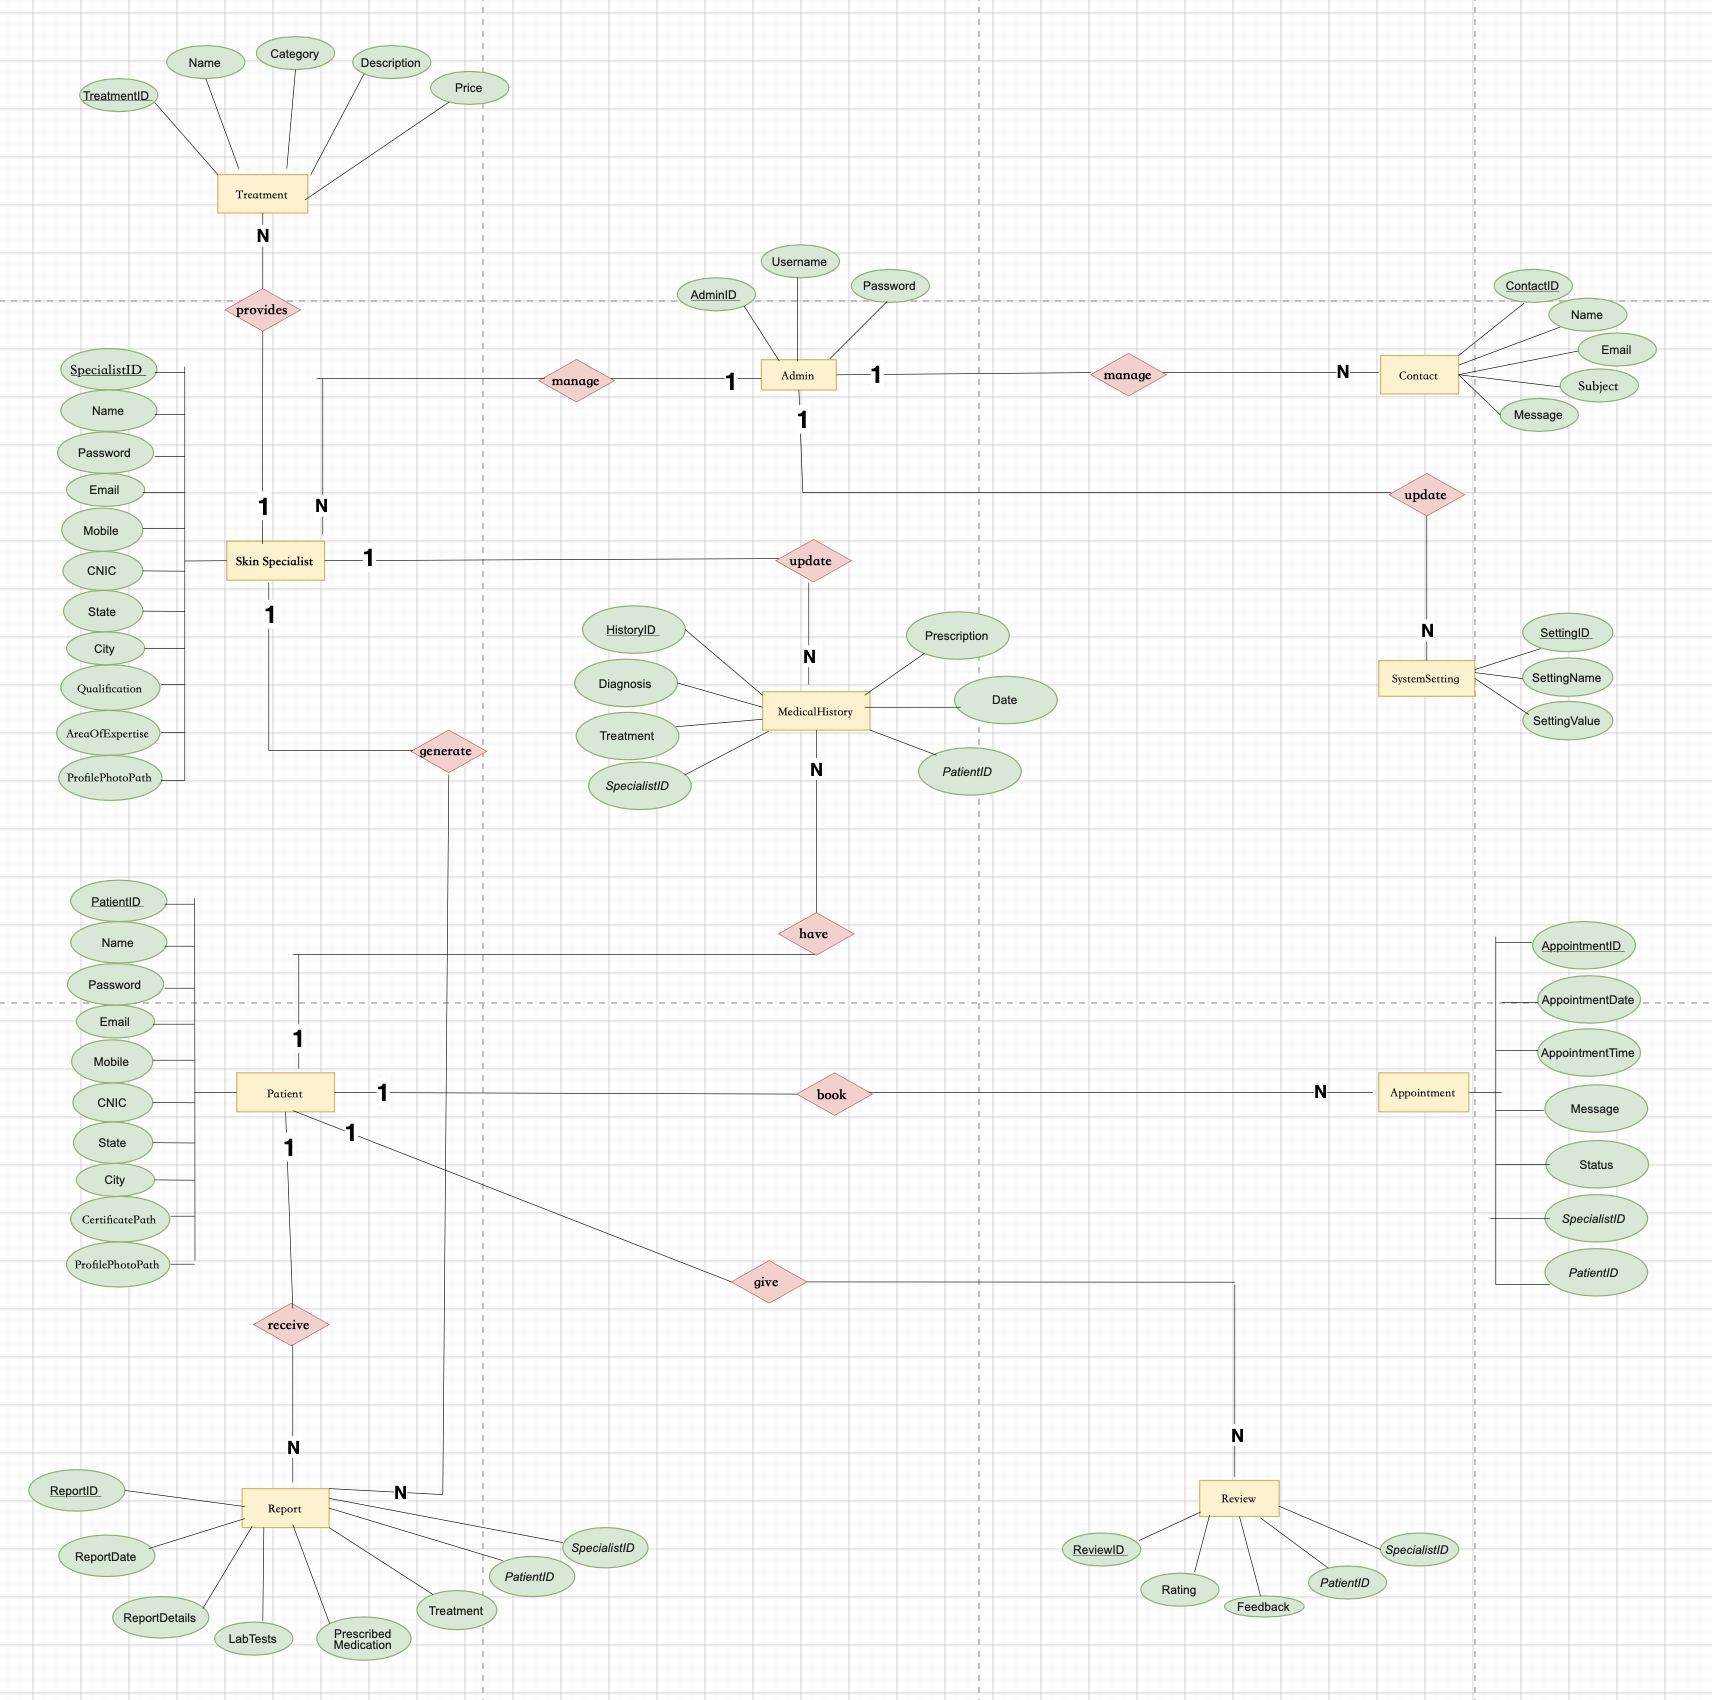 Category
Name
Description
Price
TreatmentID
Treatment
N
provides
Username
Password
AdminID
ContactID
Name
Email
Subject
Message
SpecialistID
Name
Password
Email
Mobile
CNIC
State
City
Qualification
AreaOfExpertise
ProfilePhotoPath
manage
1
Admin
1
manage
N
Contact
1
1
N
update
Skin Specialist
1
update
1
N
N
HistoryID
Diagnosis
Treatment
SpecialistID
Prescription
Date
PatientID
MedicalHistory
N
SettingID
SettingName
SettingValue
SystemSetting
generate
have
PatientID
Name
Password
Email
Mobile
CNIC
State
City
CertificatePath
ProfilePhotoPath
1
Patient
1
book
N
Appointment
AppointmentID
AppointmentDate
AppointmentTime
Message
Status
SpecialistID
PatientID
1
1
give
receive
N
N
N
ReportID
Report
ReportDate
ReportDetails
LabTests
Prescribed
Medication
Treatment
PatientID
SpecialistID
Review
ReviewID
Rating
Feedback
PatientID
SpecialistID